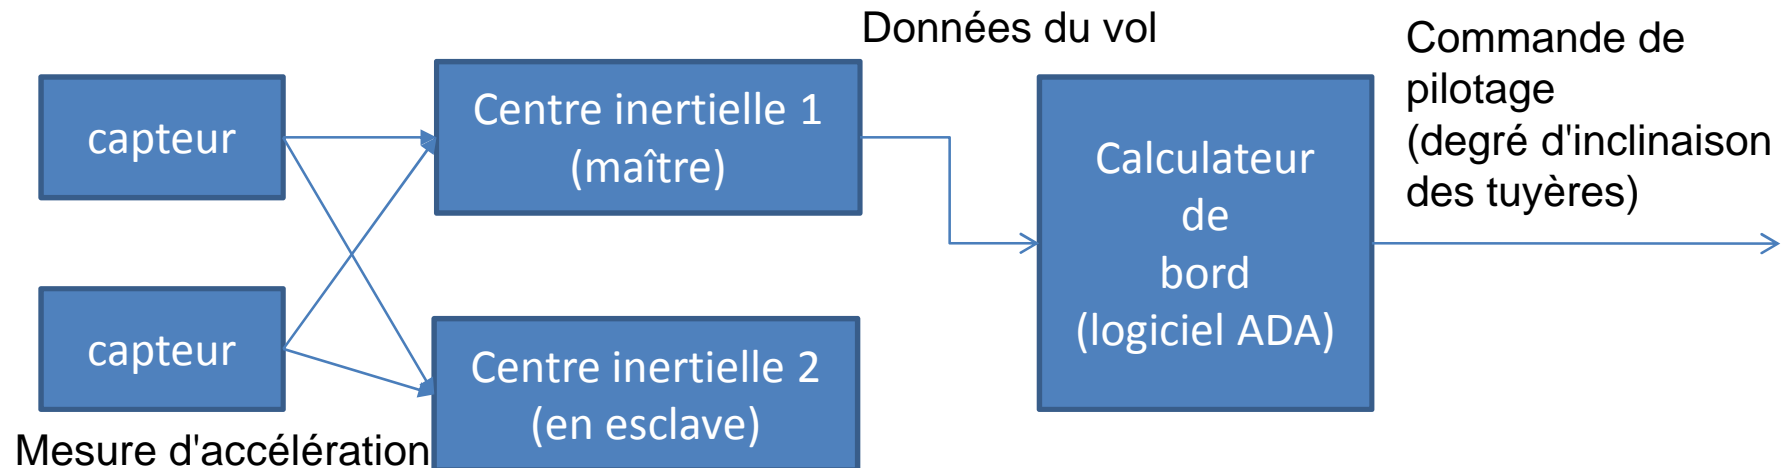 Données du vol
Commande de
pilotage
(degré d'inclinaison
des tuyères)
capteur
Centre inertielle 1
(maître)
Calculateur
de
bord
(logiciel ADA)
capteur
Centre inertielle 2
(en esclave)
Mesure d'accélération